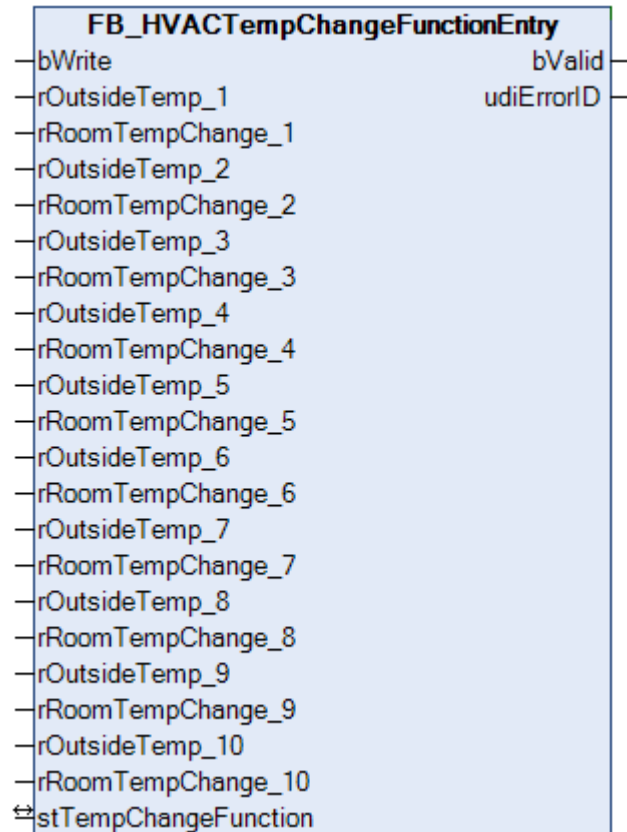 FB_HVACTempChangeFunctionEntry
bWrite bValid
rOutsideTemp_1 udiErrorID
rRoomTempChange_1
rOutsideTemp_2
rRoomTempChange_2
rOutsideTemp_3
rRoomTempChange_3
rOutsideTemp_4
rRoomTempChange_4
rOutsideTemp_5
rRoomTempChange_5
rOutsideTemp_6
rRoomTempChange_6
rOutsideTemp_7
rRoomTempChange_7
rOutsideTemp_8
rRoomTempChange_8
rOutsideTemp_9
rRoomTempChange_9
rOutsideTemp_10
rRoomTempChange_10
stTempChangeFunction